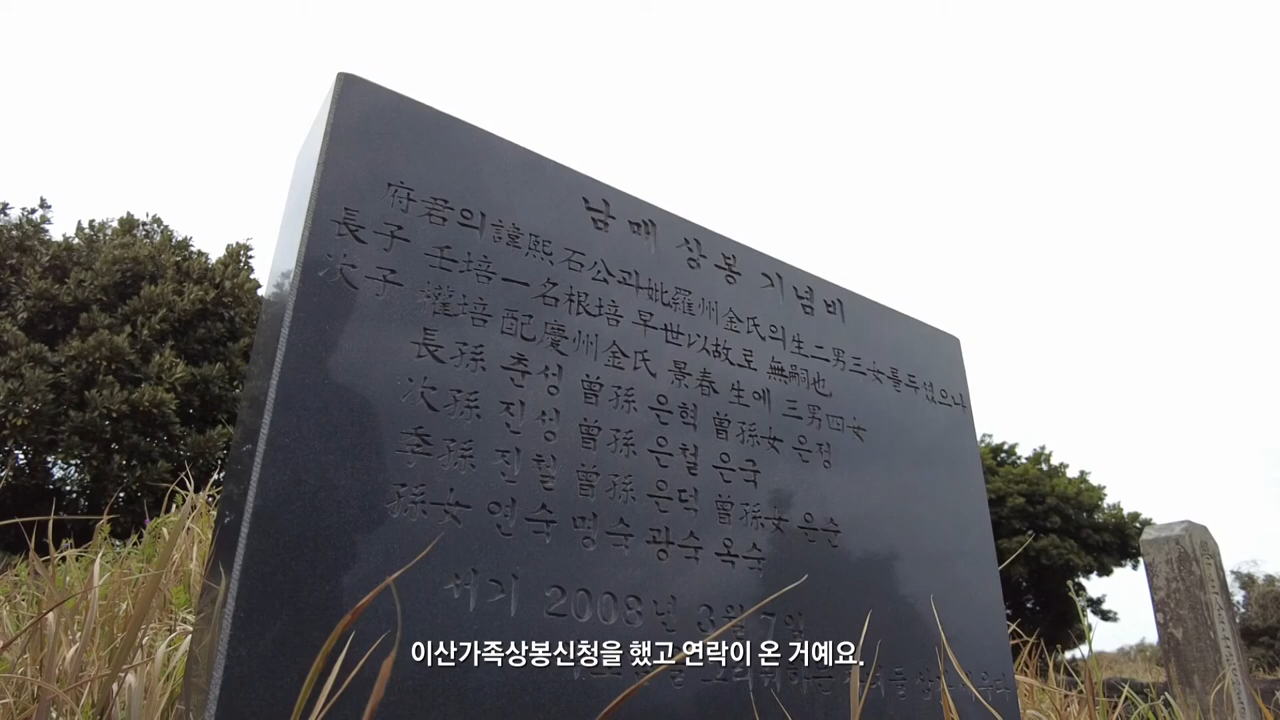 남매 상봉 기념비
府君의 諱熙石公과 妣羅州金氏의 生二男三女를 두셨으나
長子 壬培一名根培 早世以故로 無嗣也
次子 權培 配慶州金氏 景春 生에 三男四女
長孫 춘성 曾孫 은혁 曾孫女 은정
次孫 진성 曾孫 은철 은국
季孫 진철 曾孫 은덕 曾孫女 은순
孫女 연숙 명숙 광숙 옥숙
서기 2008년 3월 7일
이산가족상봉신청을 했고 연락이 온 거예요.